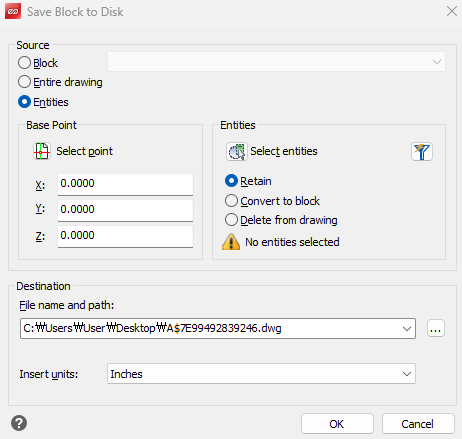 Save Block to Disk
Source
Block
Entire drawing
Entities
Base Point
Select point
X: 0.0000
Y: 0.0000
Z: 0.0000
Entities
Select entities
Retain
Convert to block
Delete from drawing
No entities selected
Destination
File name and path:
C:₩Users₩User₩Desktop₩A$7E99492839246.dwg
...
Insert units: Inches
?
OK Cancel